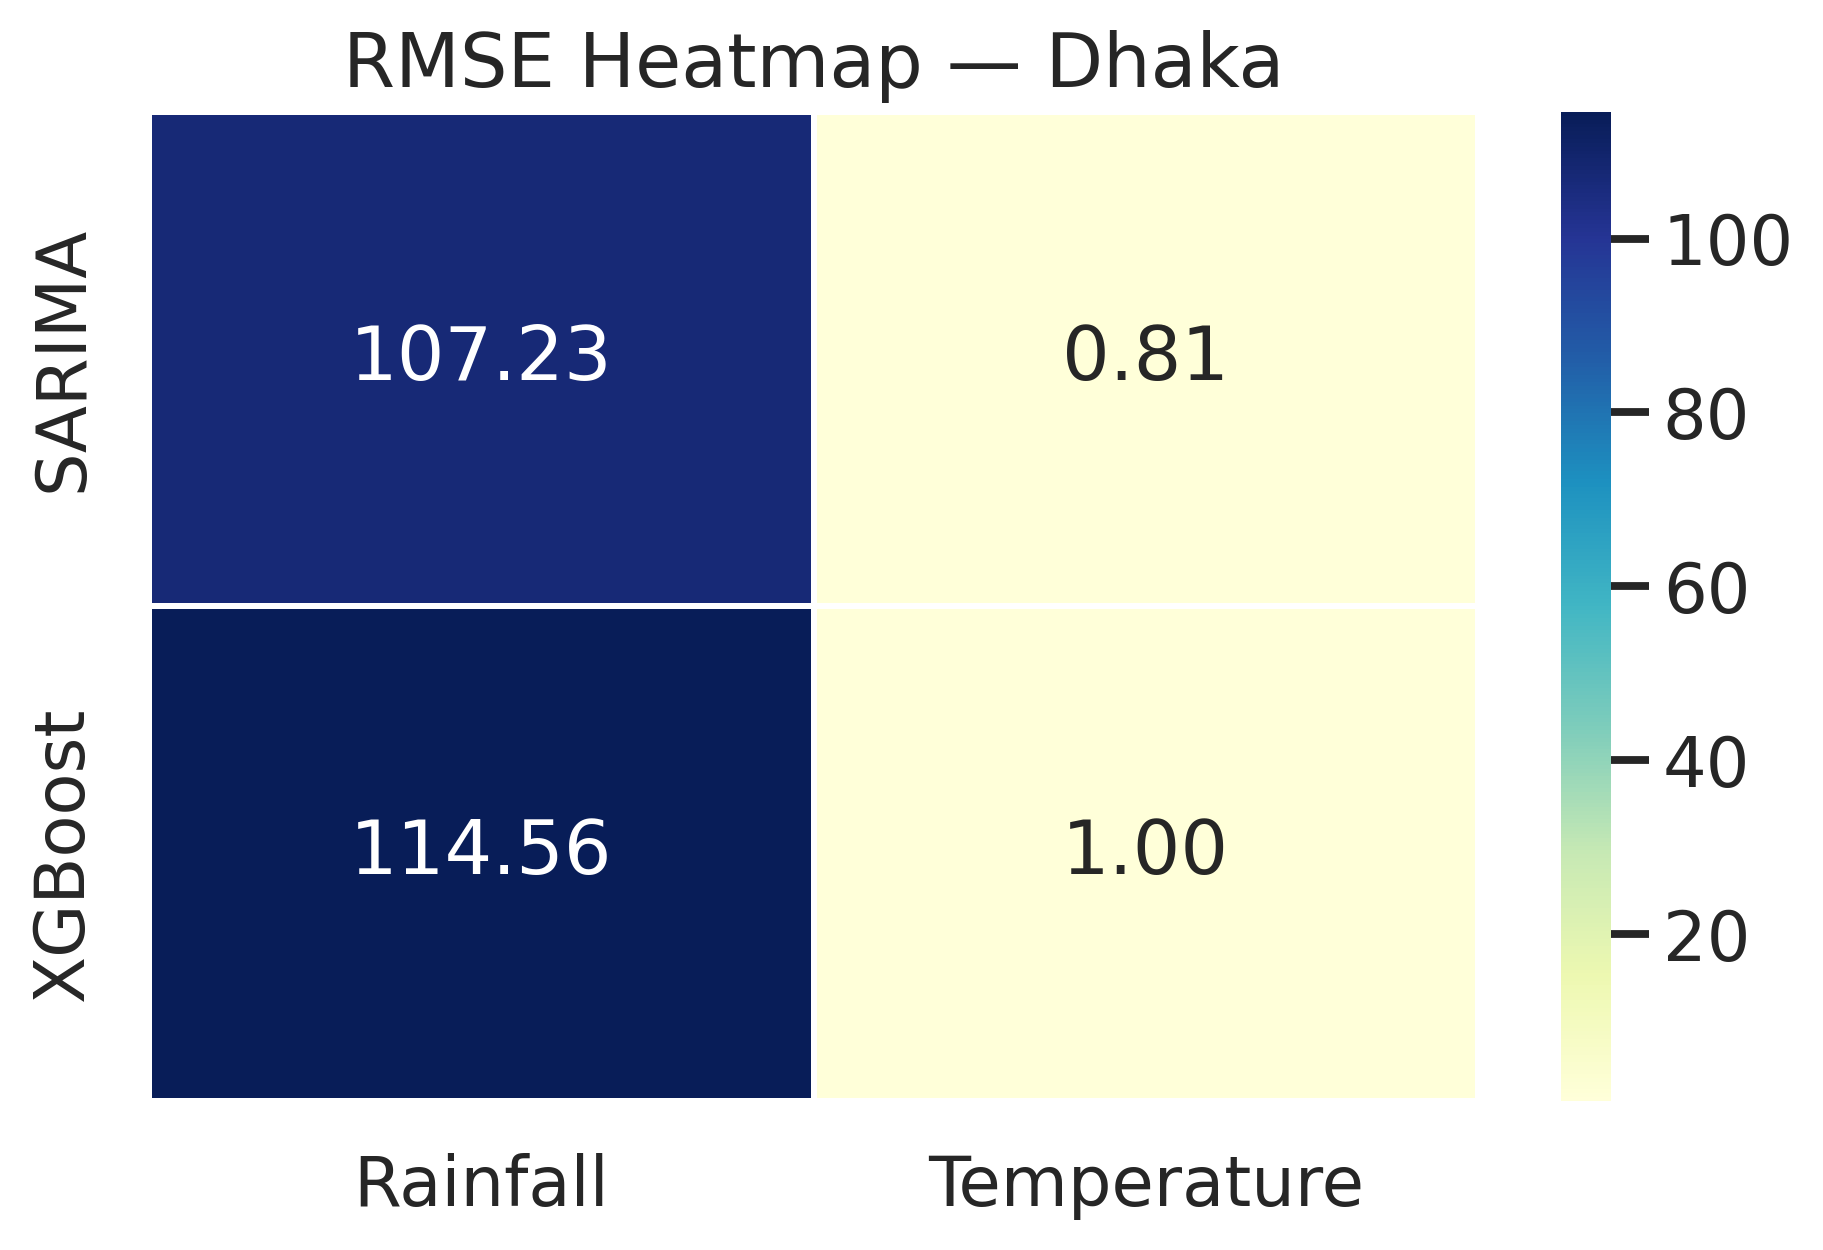 RMSE Heatmap — Dhaka
SARIMA
107.23
0.81
XGBoost
114.56
1.00
Rainfall
Temperature
100
80
60
40
20